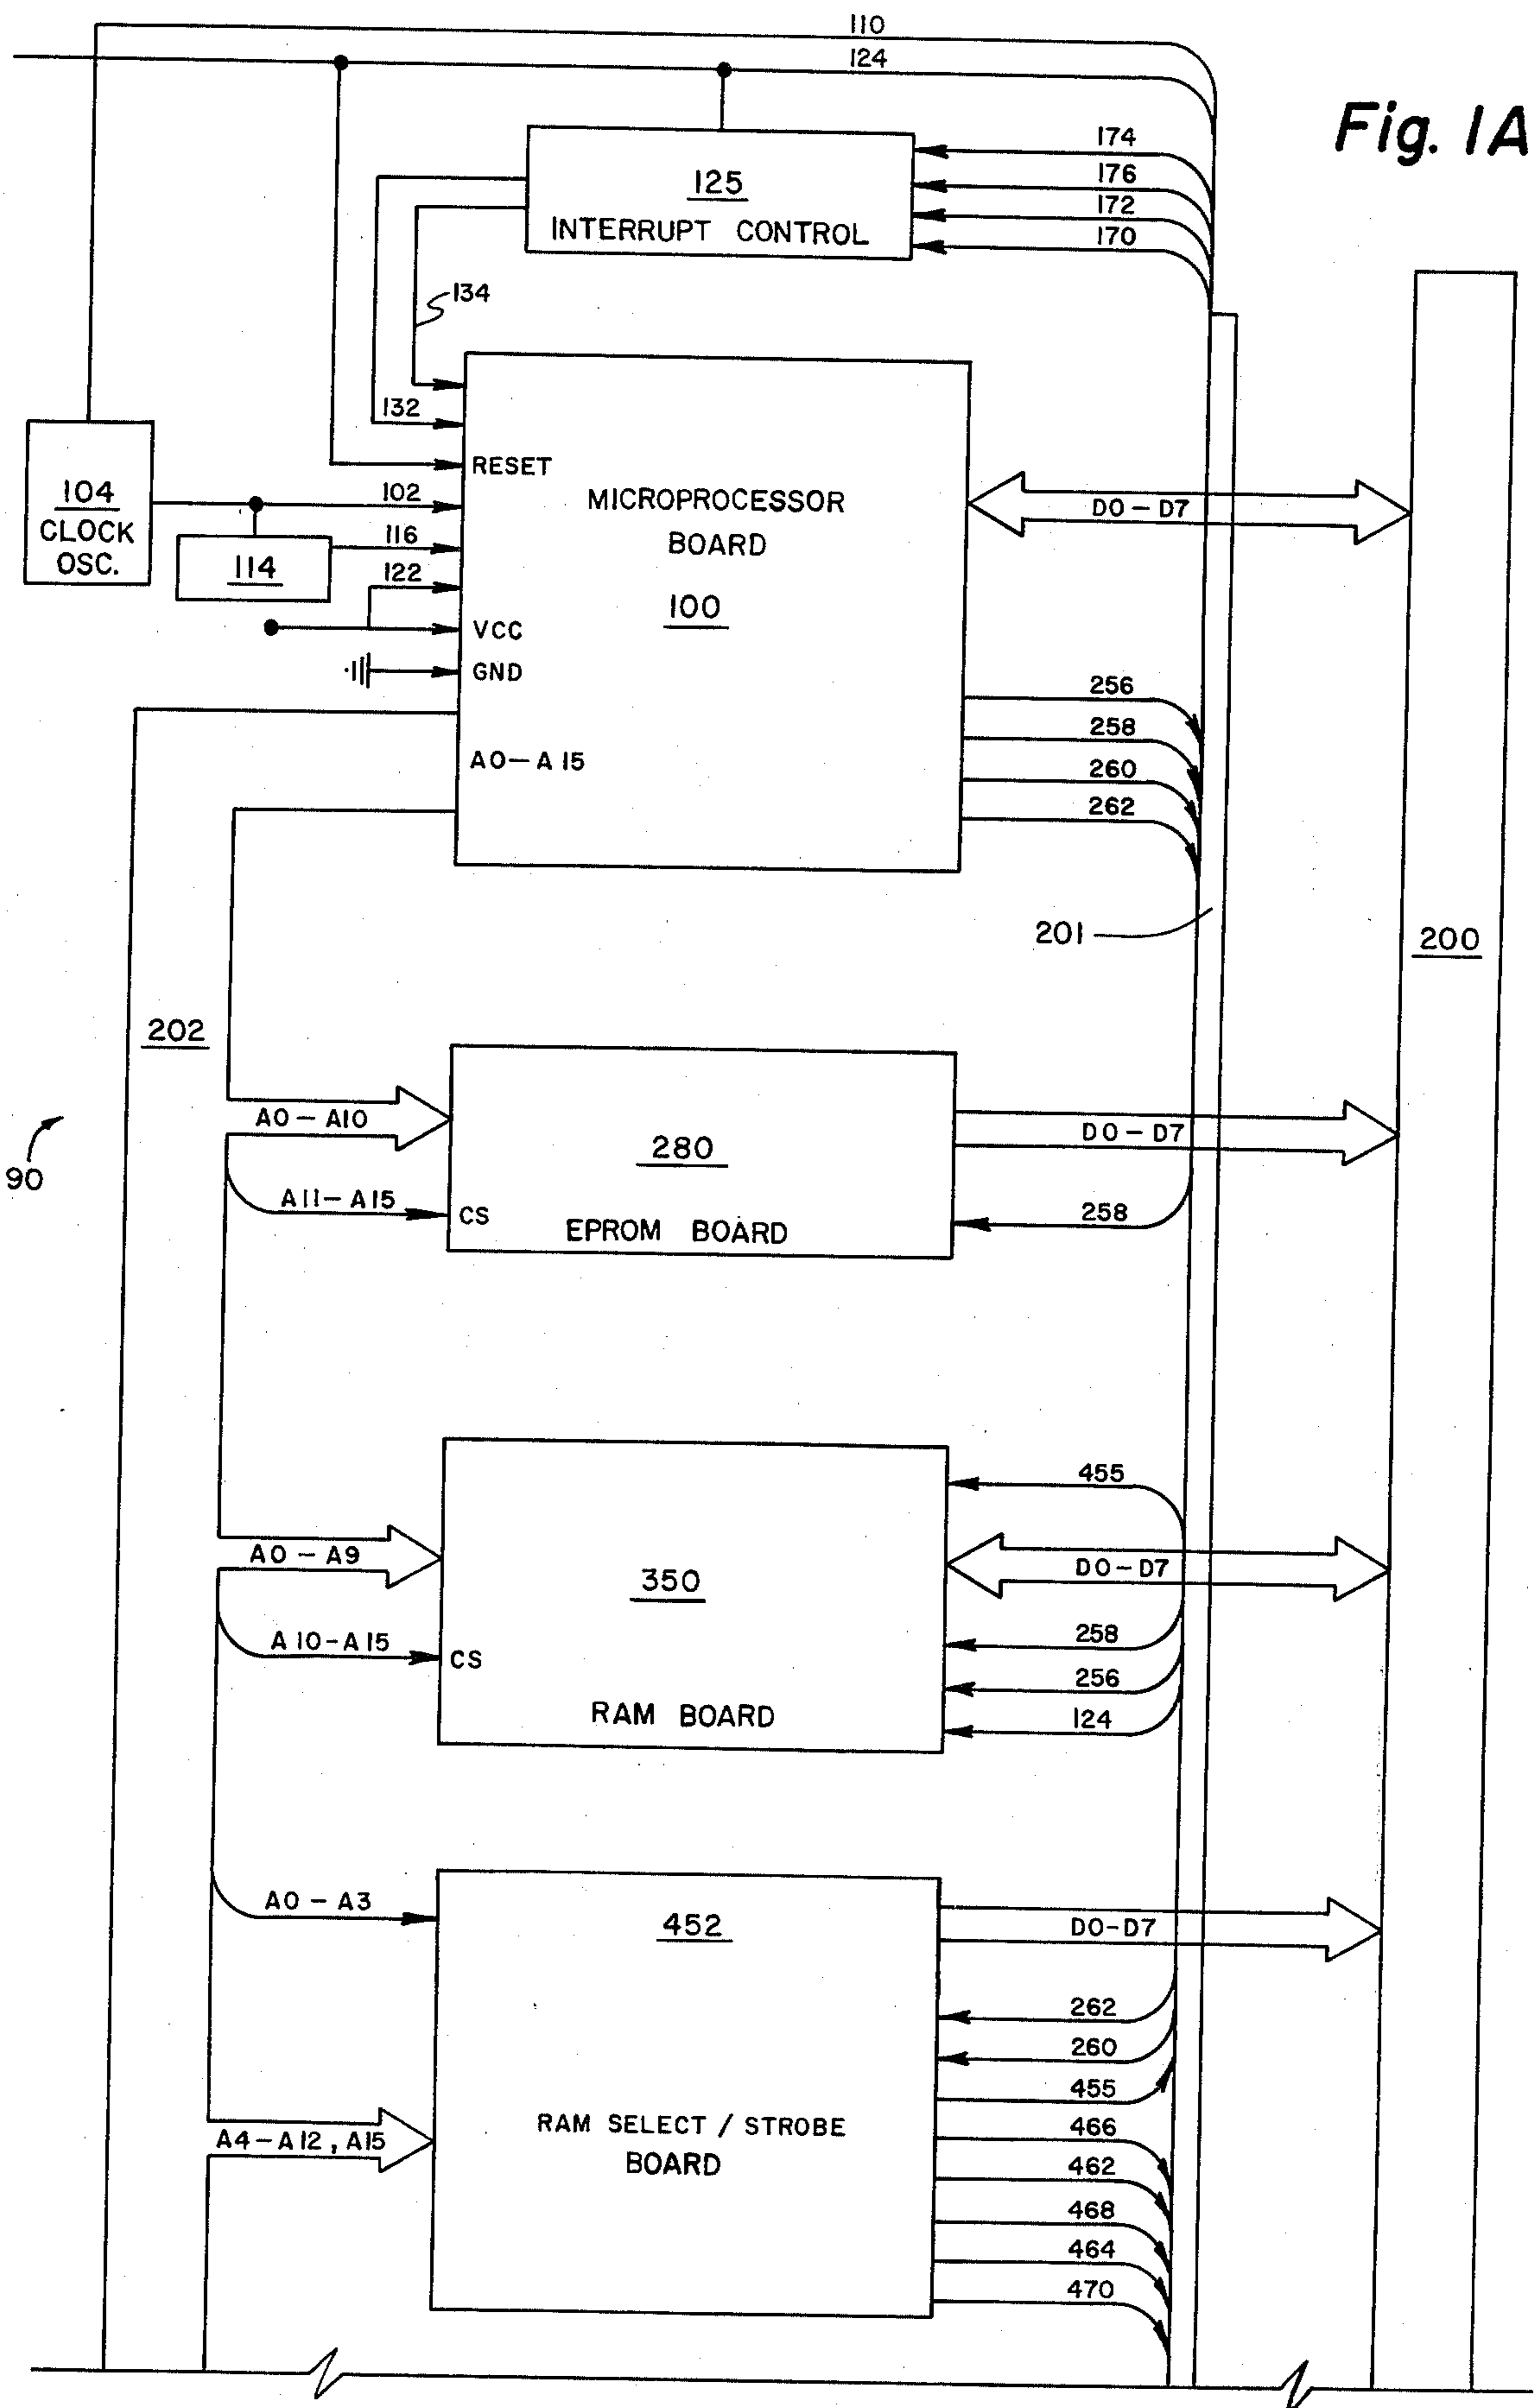 110
124
Fig. 1A
174
176
172
170
125
INTERRUPT CONTROL
134
132
RESET
102
116
122
VCC
GND
A0-A15
104
CLOCK
OSC.
114
MICROPROCESSOR
BOARD
100
D0-D7
256
258
260
262
201
200
202
90
A0-A10
A11-A15
CS
280
EPROM BOARD
D0-D7
258
A0-A9
A10-A15
CS
350
RAM BOARD
455
D0-D7
258
256
124
A0-A3
A4-A12, A15
452
RAM SELECT / STROBE
BOARD
D0-D7
262
260
455
466
462
468
464
470